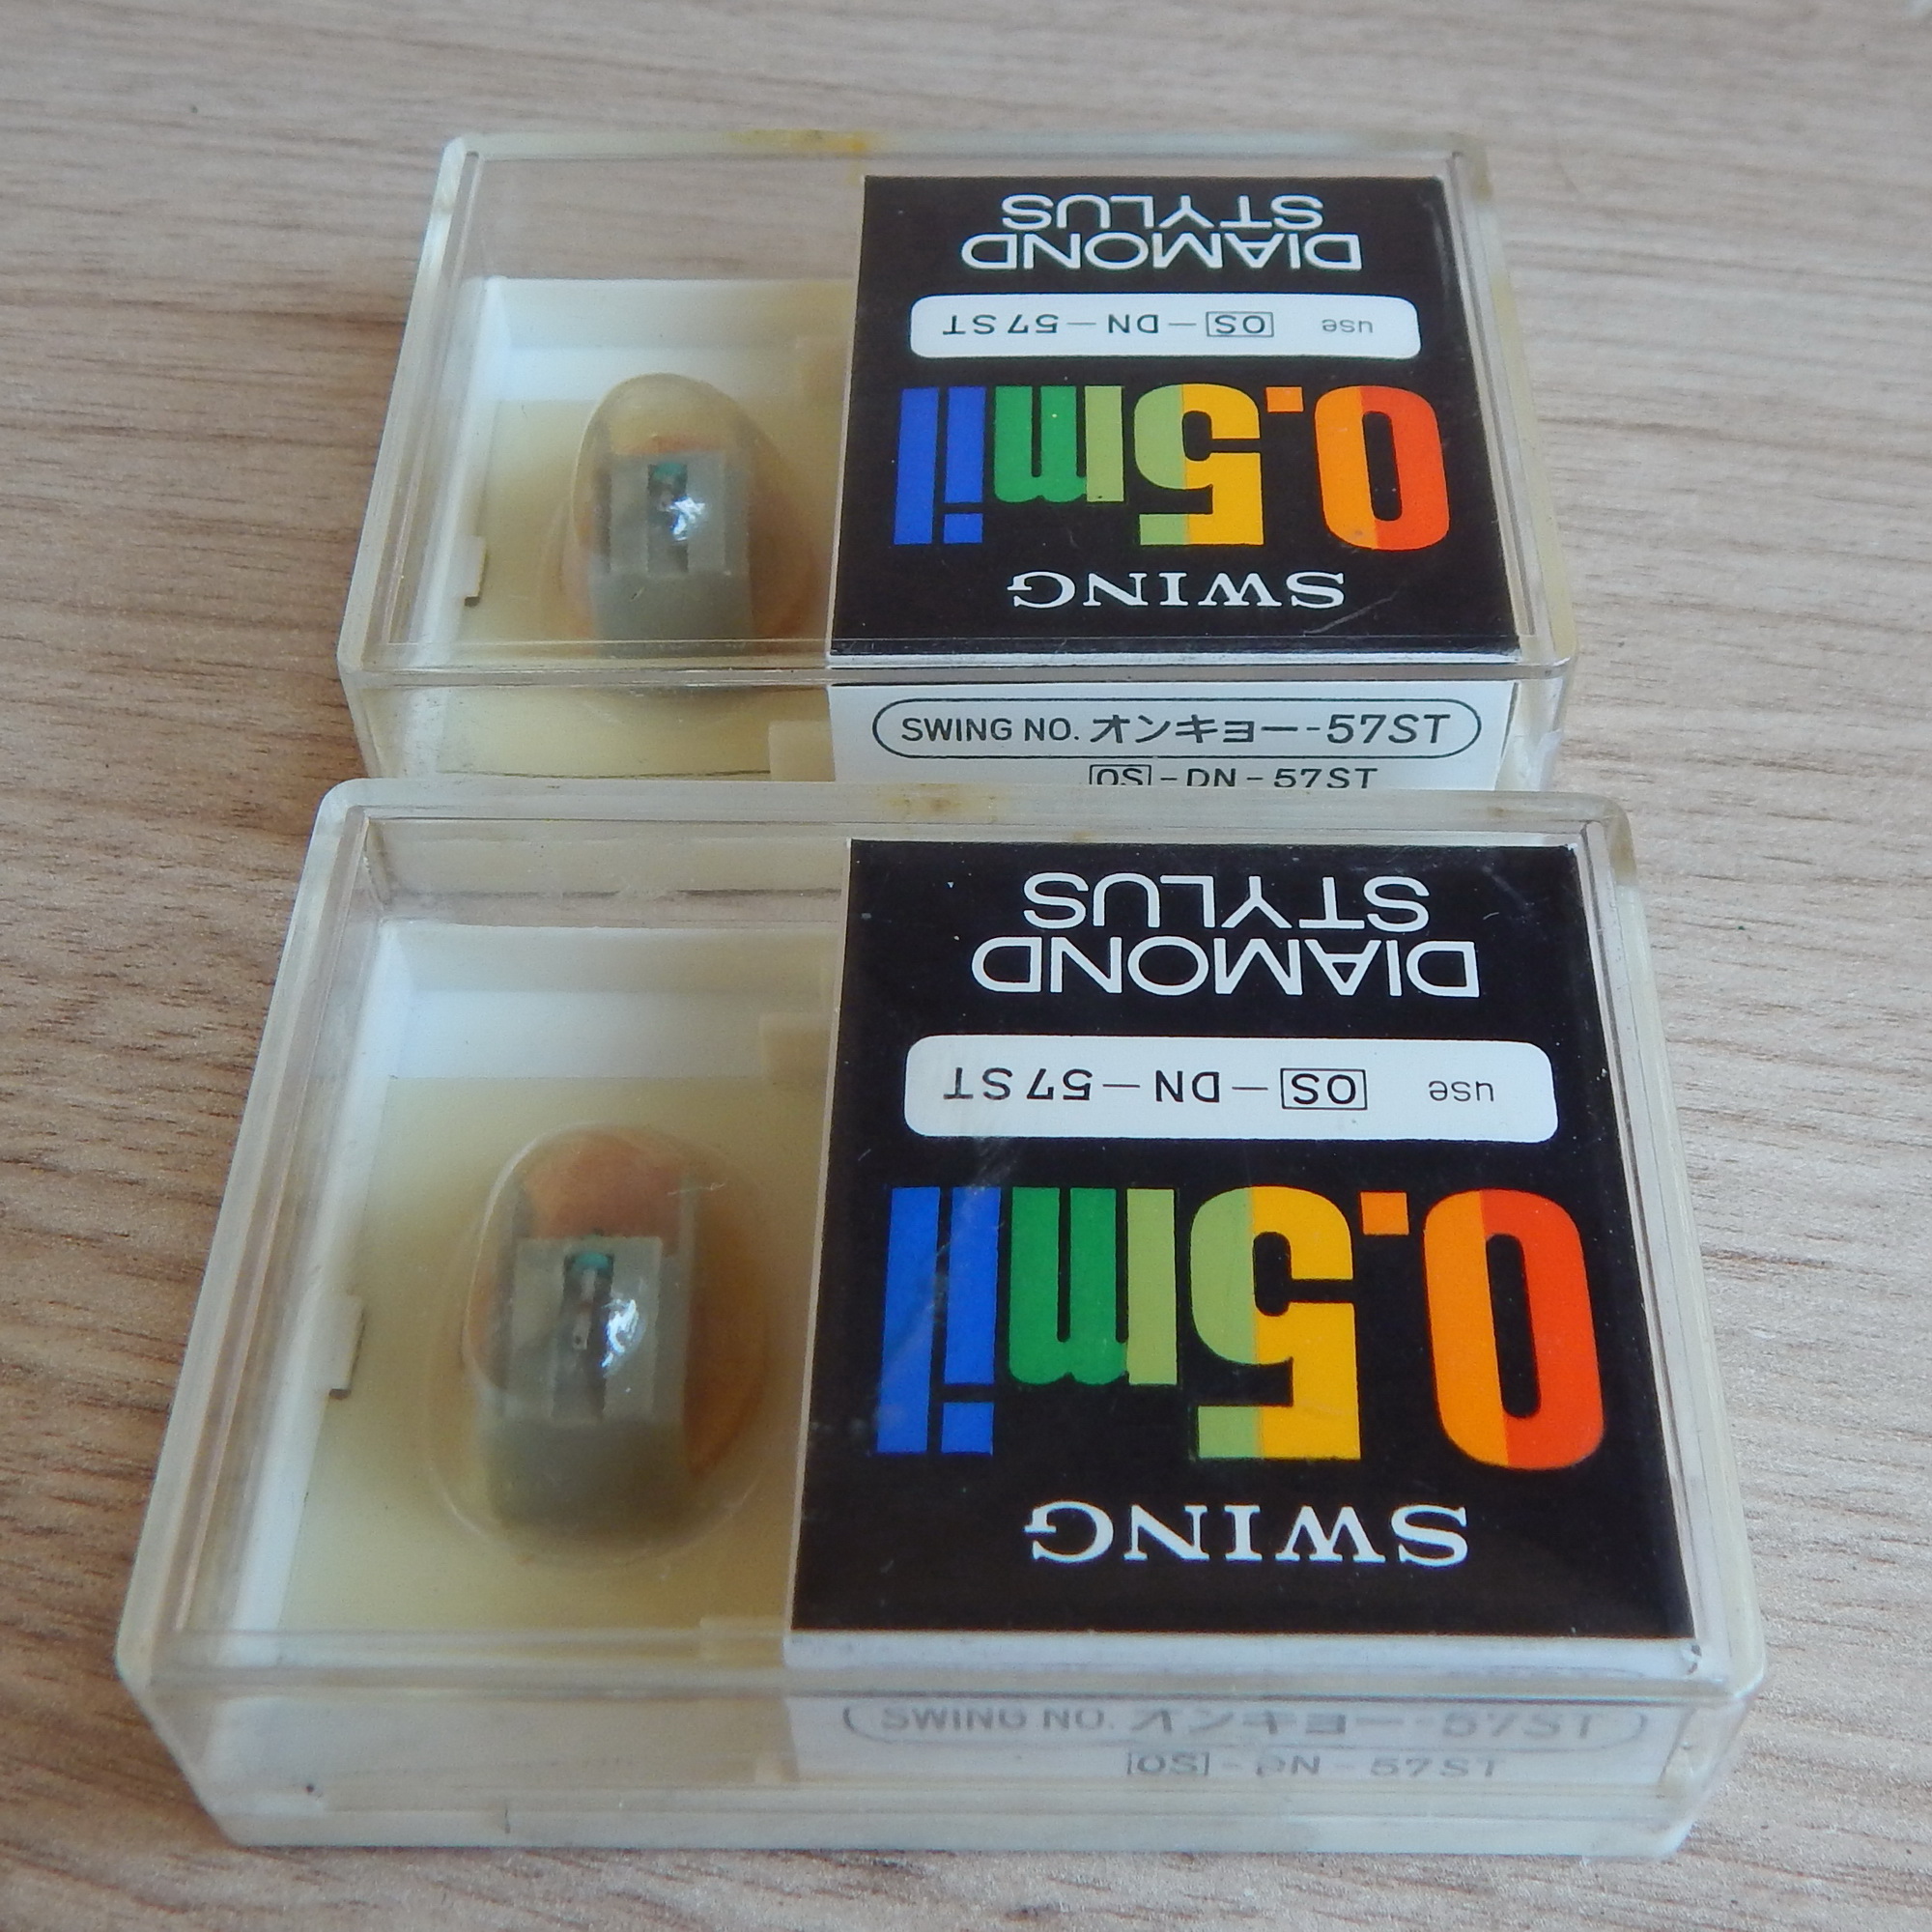 SWING
0.5mil
use OS-DN-57ST
DIAMOND
STYLUS
SWING NO. オンキョー-57ST
OS-DN-57ST
SWING
0.5mil
use OS-DN-57ST
DIAMOND
STYLUS
SWING NO. オンキョー-57ST
OS-DN-57ST